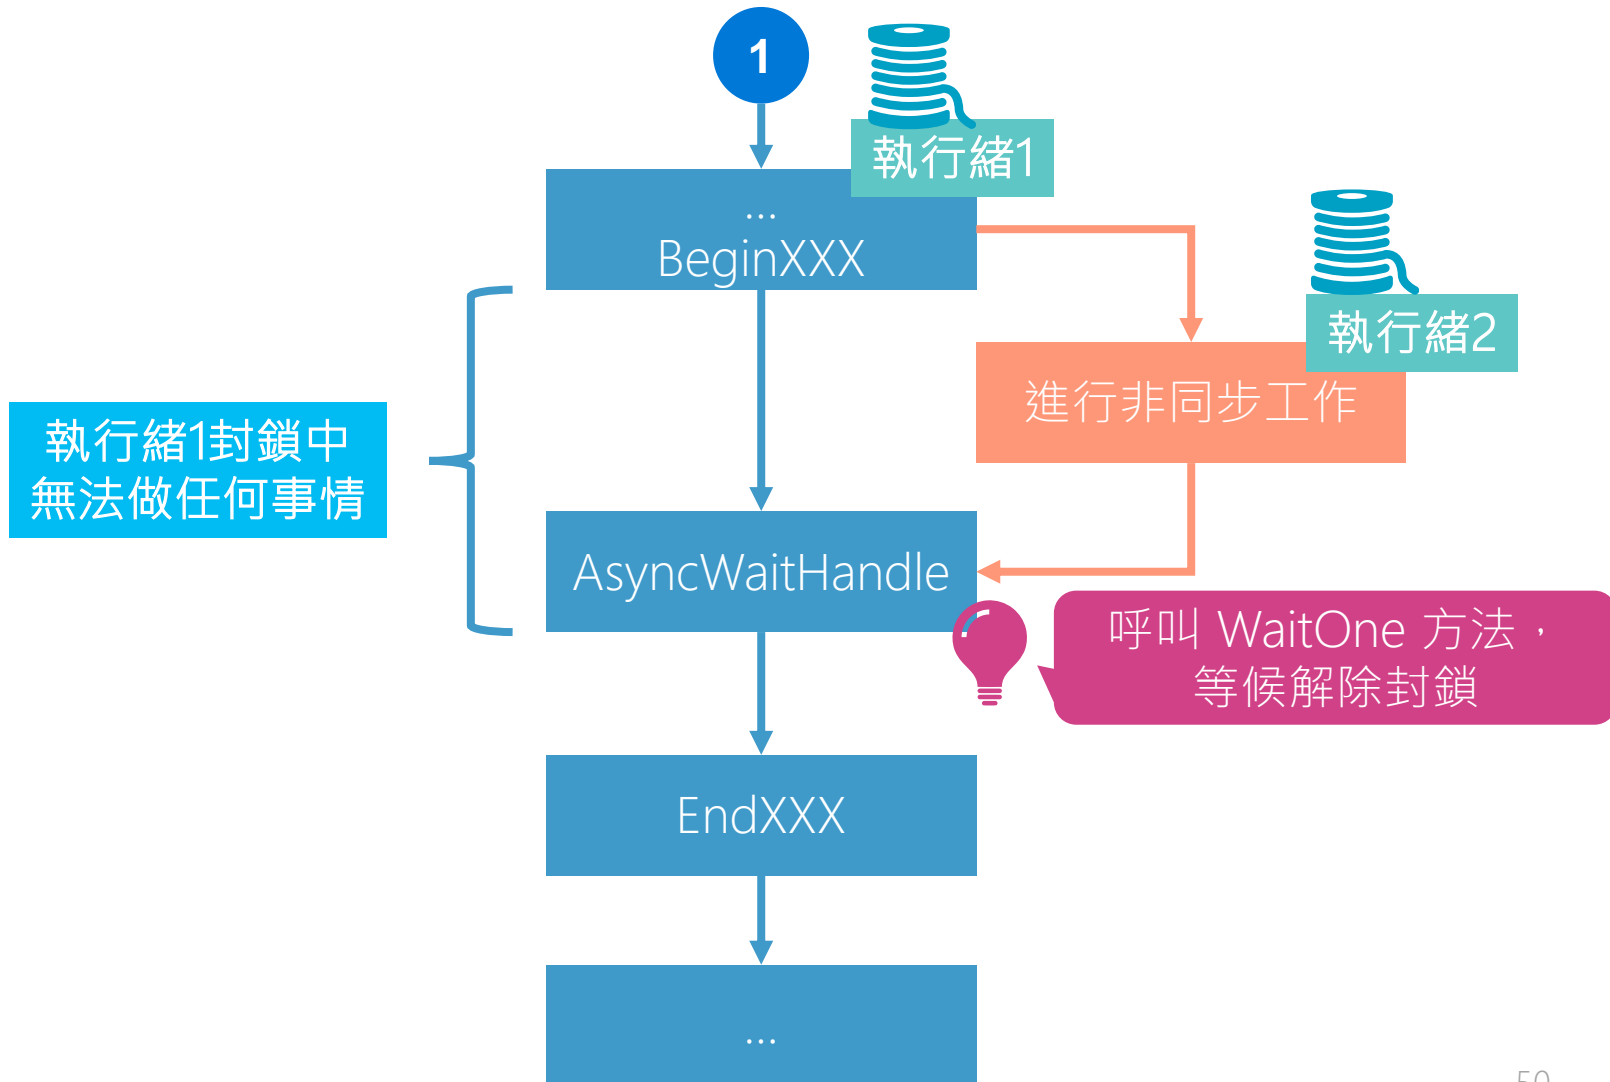 1
執行緒1
…
BeginXXX
執行緒2
進行非同步工作
執行緒1封鎖中
無法做任何事情
AsyncWaitHandle
呼叫 WaitOne 方法，
等候解除封鎖
EndXXX
…
50